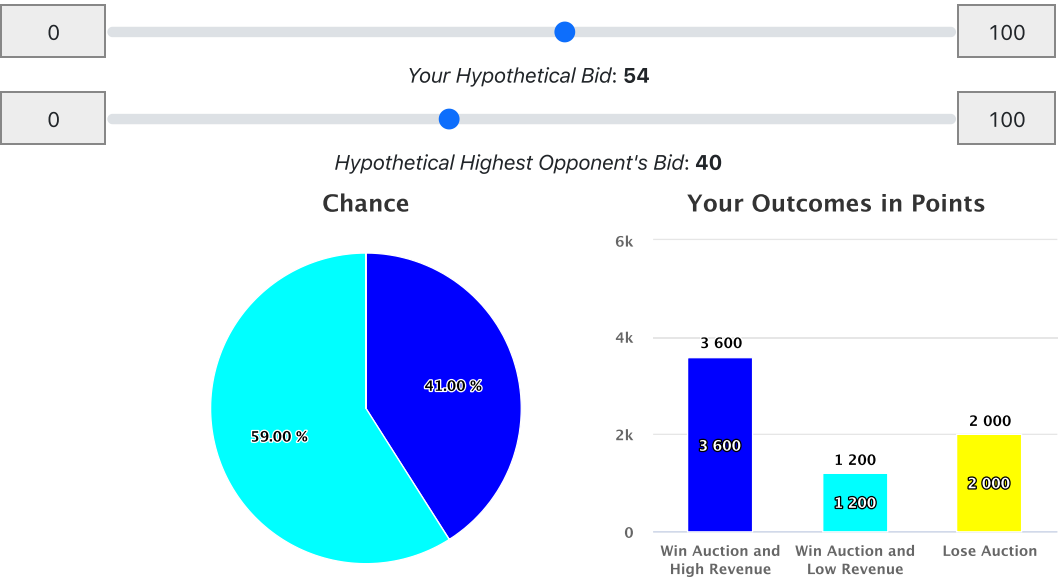 0
100
Your Hypothetical Bid: 54
0
100
Hypothetical Highest Opponent's Bid: 40
Chance
41.00 %
59.00 %
Your Outcomes in Points
6k
4k
2k
0
3 600
3 600
1 200
1 200
2 000
2 000
Win Auction and
High Revenue
Win Auction and
Low Revenue
Lose Auction